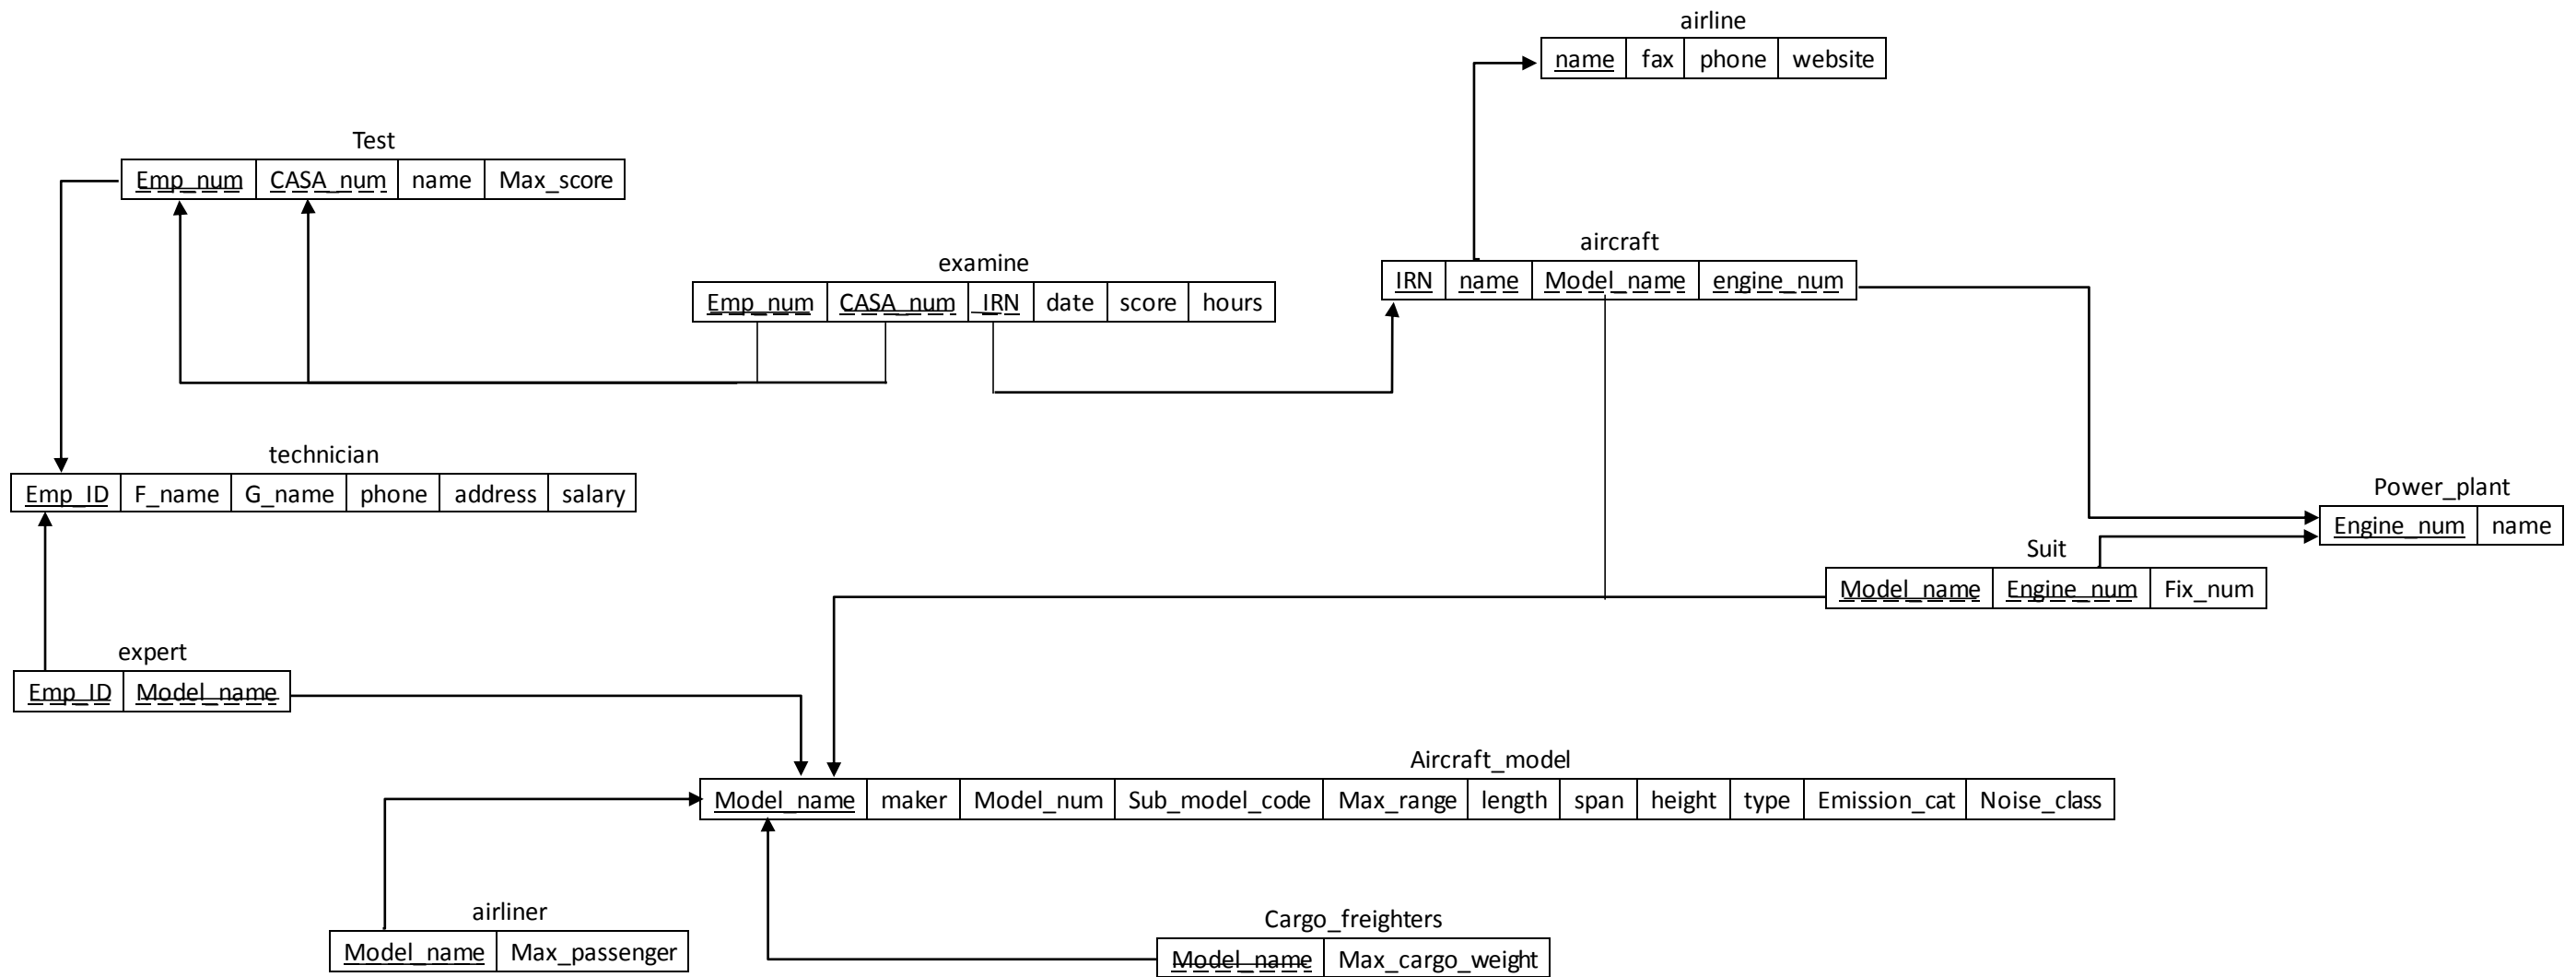 airline
name fax phone website
Test
Emp_num CASA_num name Max_score
aircraft
IRN name Model_name engine_num
examine
Emp_num CASA_num IRN date score hours
technician
Emp_ID F_name G_name phone address salary
Power_plant
Engine_num name
Suit
Model_name Engine_num Fix_num
expert
Emp_ID Model_name
Aircraft_model
Model_name maker Model_num Sub_model_code Max_range length span height type Emission_cat Noise_class
airliner
Model_name Max_passenger
Cargo_freighters
Model_name Max_cargo_weight